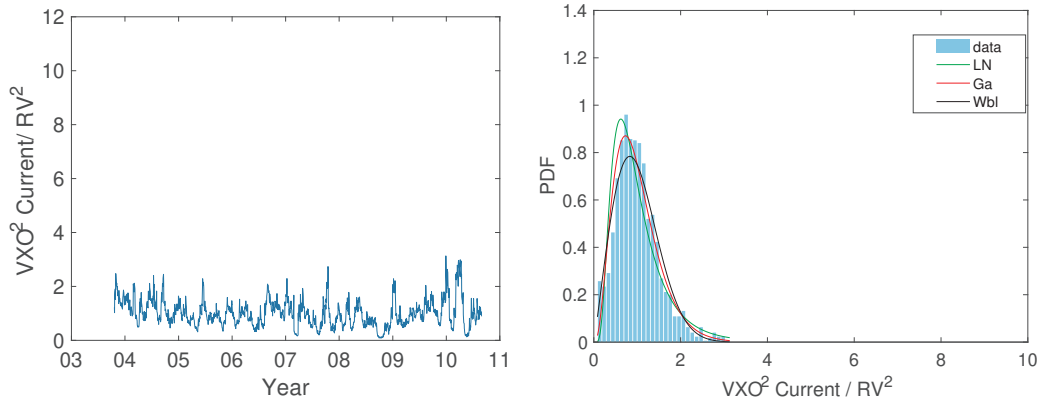 12
10
8
6
4
2
0
VXO² Current/ RV²
03 04 05 06 07 08 09 10 11
Year
1.4
1.2
1
0.8
0.6
0.4
0.2
0
PDF
data
LN
Ga
Wbl
0 2 4 6 8 10
VXO² Current / RV²